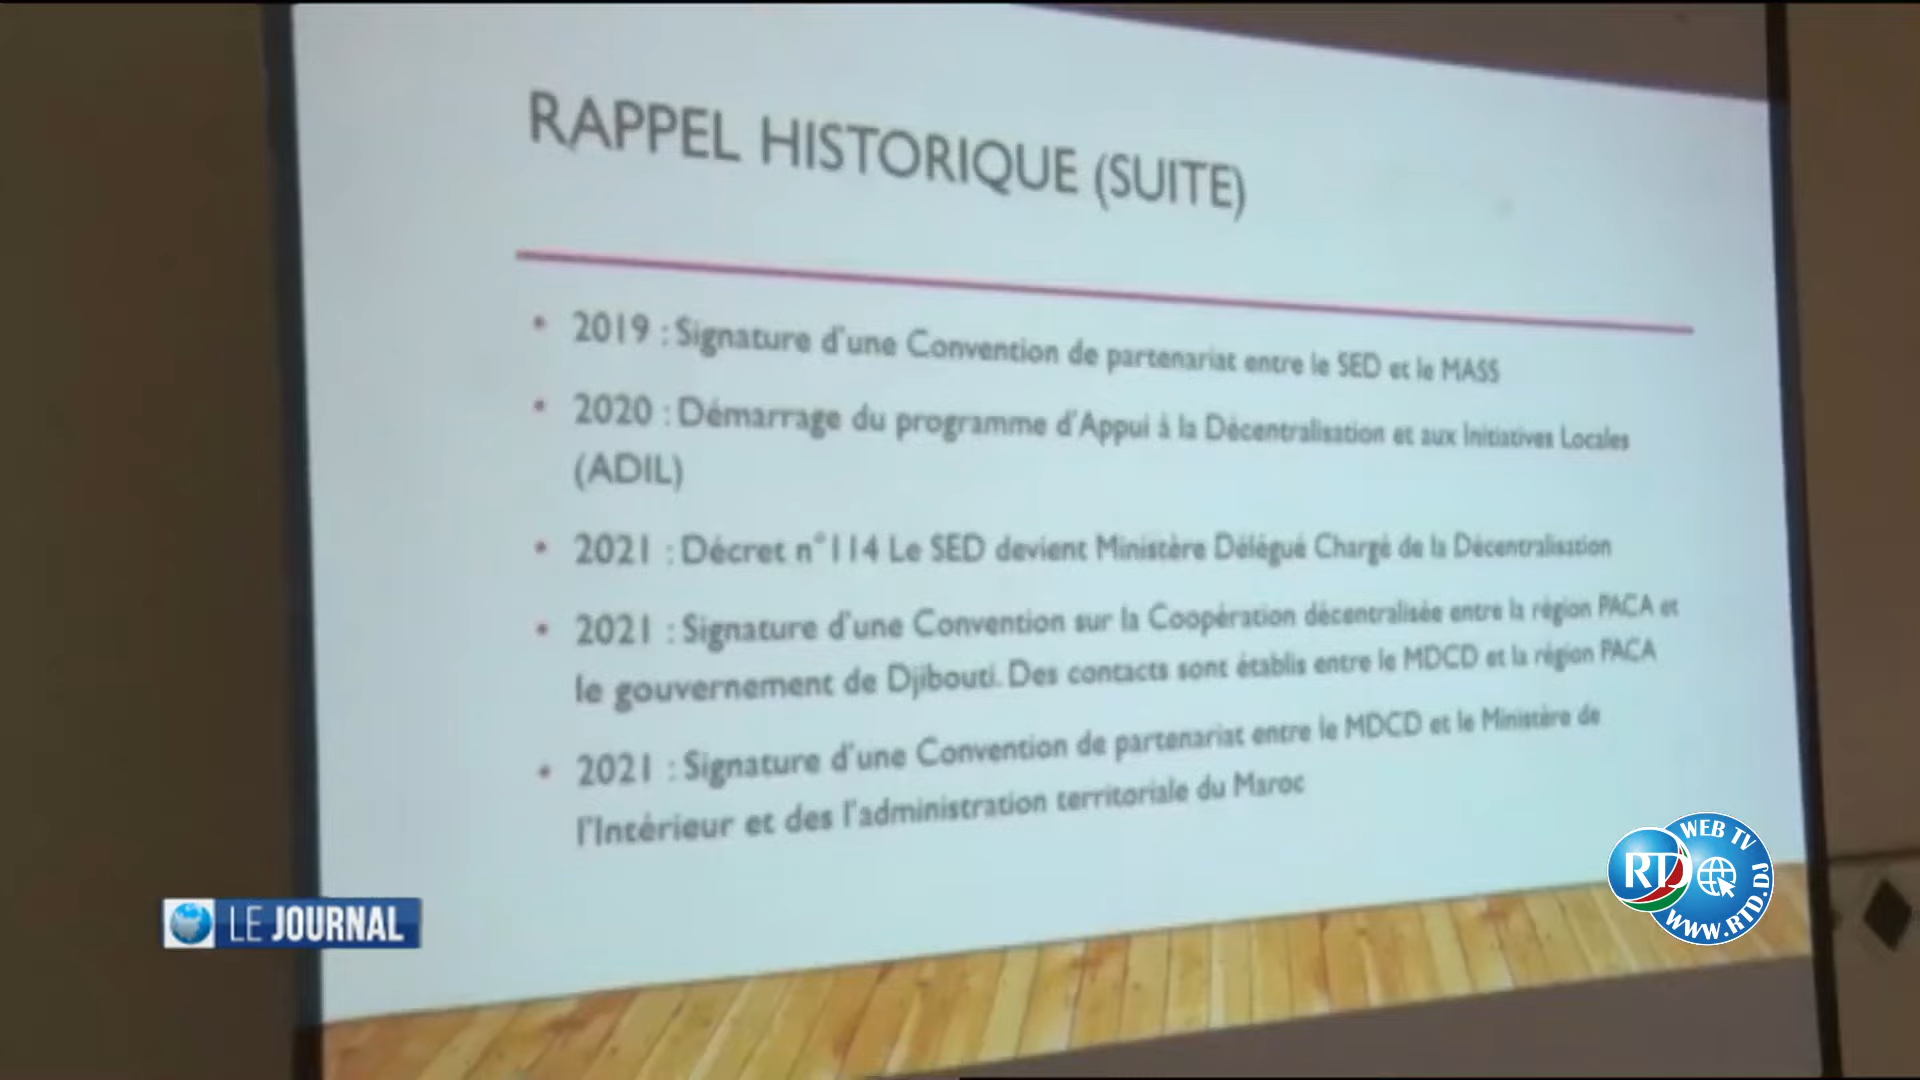 RAPPEL HISTORIQUE (SUITE)
• 2019 : Signature d'une Convention de partenariat entre le SED et le MASS
• 2020 : Démarrage du programme d'Appui à la Décentralisation et aux Initiatives Locales
(ADIL)
• 2021 : Décret n°114 Le SED devient Ministère Délégué Chargé de la Décentralisation
• 2021 : Signature d'une Convention sur la Coopération décentralisée entre la région PACA et
le gouvernement de Djibouti. Des contacts sont établis entre le MDCD et la région PACA
• 2021 : Signature d'une Convention de partenariat entre le MDCD et le Ministère de
l'Intérieur et des l'administration territoriale du Maroc
LE JOURNAL
WEB TV
RTD
WWW.RTD.DJ